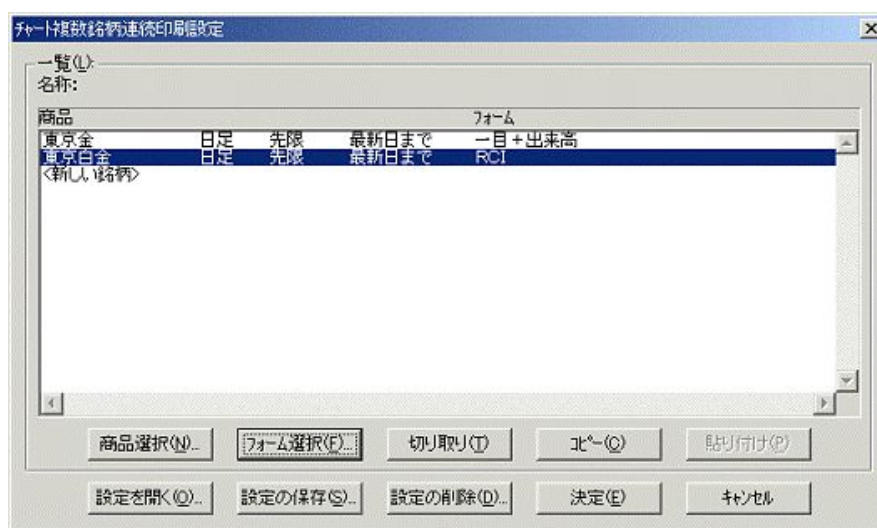 チャート複数銘柄連続印刷設定
一覧(L):
名称:
商品 フォーム
東京金 日足 先限 最新日まで 一目+出来高
東京白金 日足 先限 最新日まで RCI
<新しい銘柄>
商品選択(N)... フォーム選択(F)... 切り取り(T) コピー(C) 貼り付け(P)
設定を開く(O)... 設定の保存(S)... 設定の削除(D)... 決定(E) キャンセル